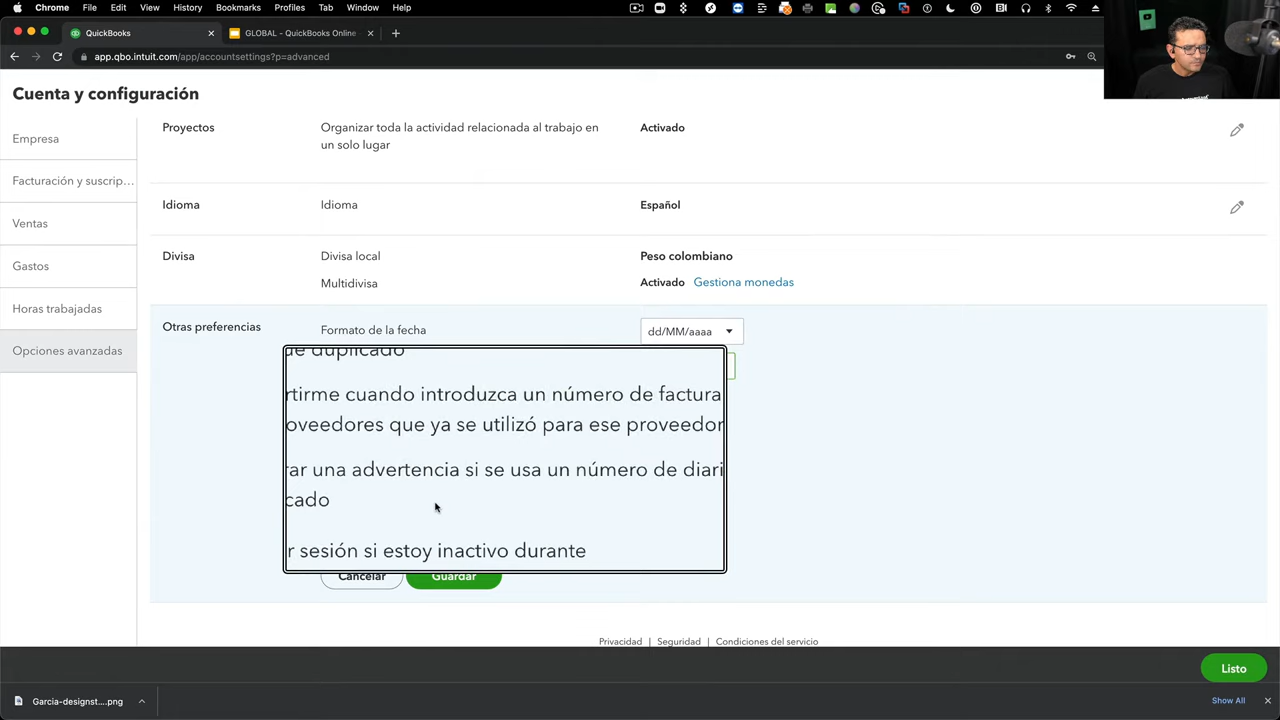 Chrome File Edit View History Bookmarks Profiles Tab Window Help
QuickBooks
GLOBAL - QuickBooks Online
app.qbo.intuit.com/app/accountsettings?p=advanced
Cuenta y configuración
Empresa
Facturación y suscrip...
Ventas
Gastos
Horas trabajadas
Opciones avanzadas
Proyectos
Organizar toda la actividad relacionada al trabajo en
un solo lugar
Activado
Idioma
Idioma
Español
Divisa
Divisa local
Peso colombiano
Multidivisa
Activado Gestiona monedas
Otras preferencias
Formato de la fecha
dd/MM/aaaa
de duplicado
rtirme cuando introduzca un número de factura
oveedores que ya se utilizó para ese proveedor
rar una advertencia si se usa un número de diari
cado
r sesión si estoy inactivo durante
Cancelar
Guardar
Privacidad | Seguridad | Condiciones del servicio
Listo
Garcia-designst....png
Show All